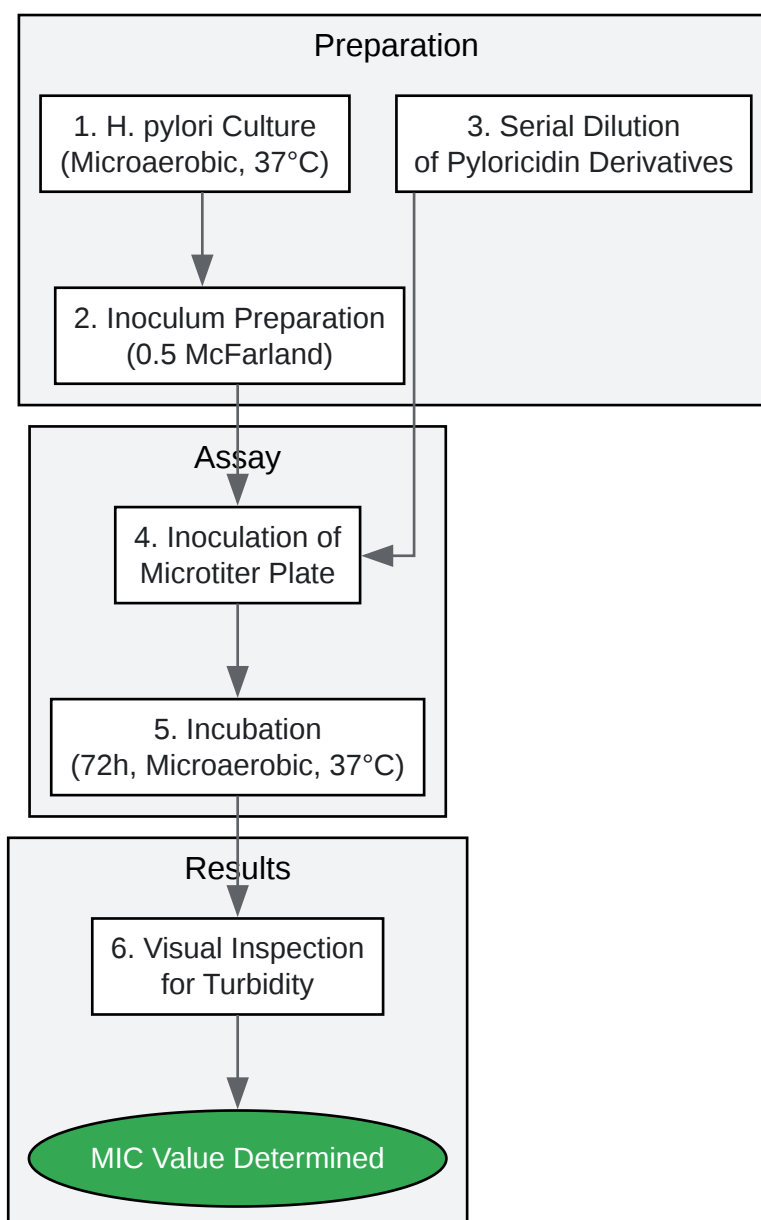 Preparation
1. H. pylori Culture
(Microaerobic, 37°C)
3. Serial Dilution
of Pyloricidin Derivatives
2. Inoculum Preparation
(0.5 McFarland)
Assay
4. Inoculation of
Microtiter Plate
5. Incubation
(72h, Microaerobic, 37°C)
Results
6. Visual Inspection
for Turbidity
MIC Value Determined